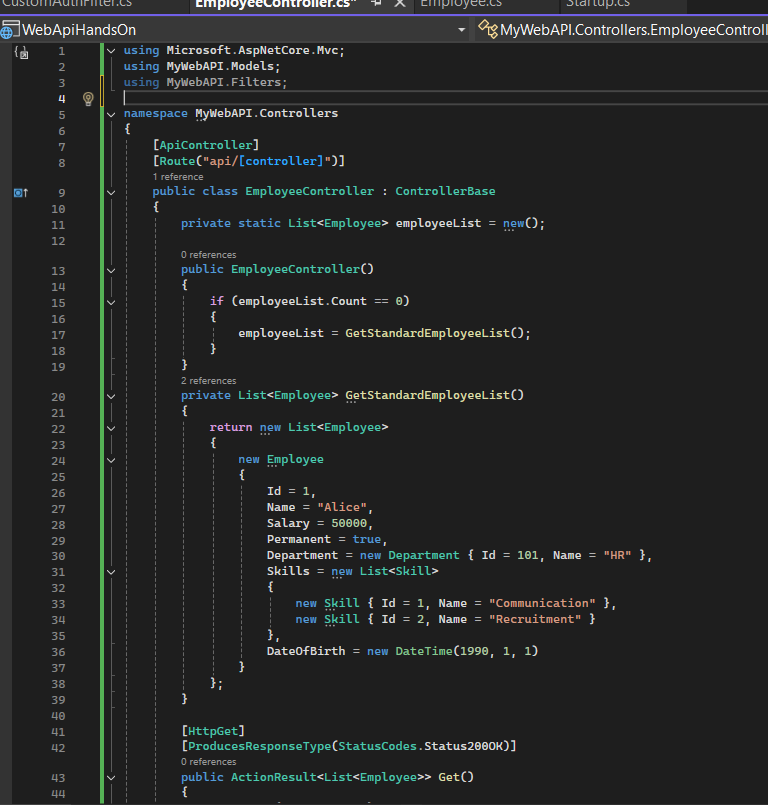 CustomAuthFilter.cs EmployeeController.cs* Employee.cs Startup.cs
WebApiHandsOn MyWebAPI.Controllers.EmployeeControll
1 using Microsoft.AspNetCore.Mvc;
2 using MyWebAPI.Models;
3 using MyWebAPI.Filters;
4
5 namespace MyWebAPI.Controllers
6 {
7 [ApiController]
8 [Route("api/[controller]")]
1 reference
9 public class EmployeeController : ControllerBase
10 {
11 private static List<Employee> employeeList = new();
12
0 references
13 public EmployeeController()
14 {
15 if (employeeList.Count == 0)
16 {
17 employeeList = GetStandardEmployeeList();
18 }
19 }
2 references
20 private List<Employee> GetStandardEmployeeList()
21 {
22 return new List<Employee>
23 {
24 new Employee
25 {
26 Id = 1,
27 Name = "Alice",
28 Salary = 50000,
29 Permanent = true,
30 Department = new Department { Id = 101, Name = "HR" },
31 Skills = new List<Skill>
32 {
33 new Skill { Id = 1, Name = "Communication" },
34 new Skill { Id = 2, Name = "Recruitment" }
35 },
36 DateOfBirth = new DateTime(1990, 1, 1)
37 }
38 };
39 }
40
41 [HttpGet]
42 [ProducesResponseType(StatusCodes.Status200OK)]
0 references
43 public ActionResult<List<Employee>> Get()
44 {